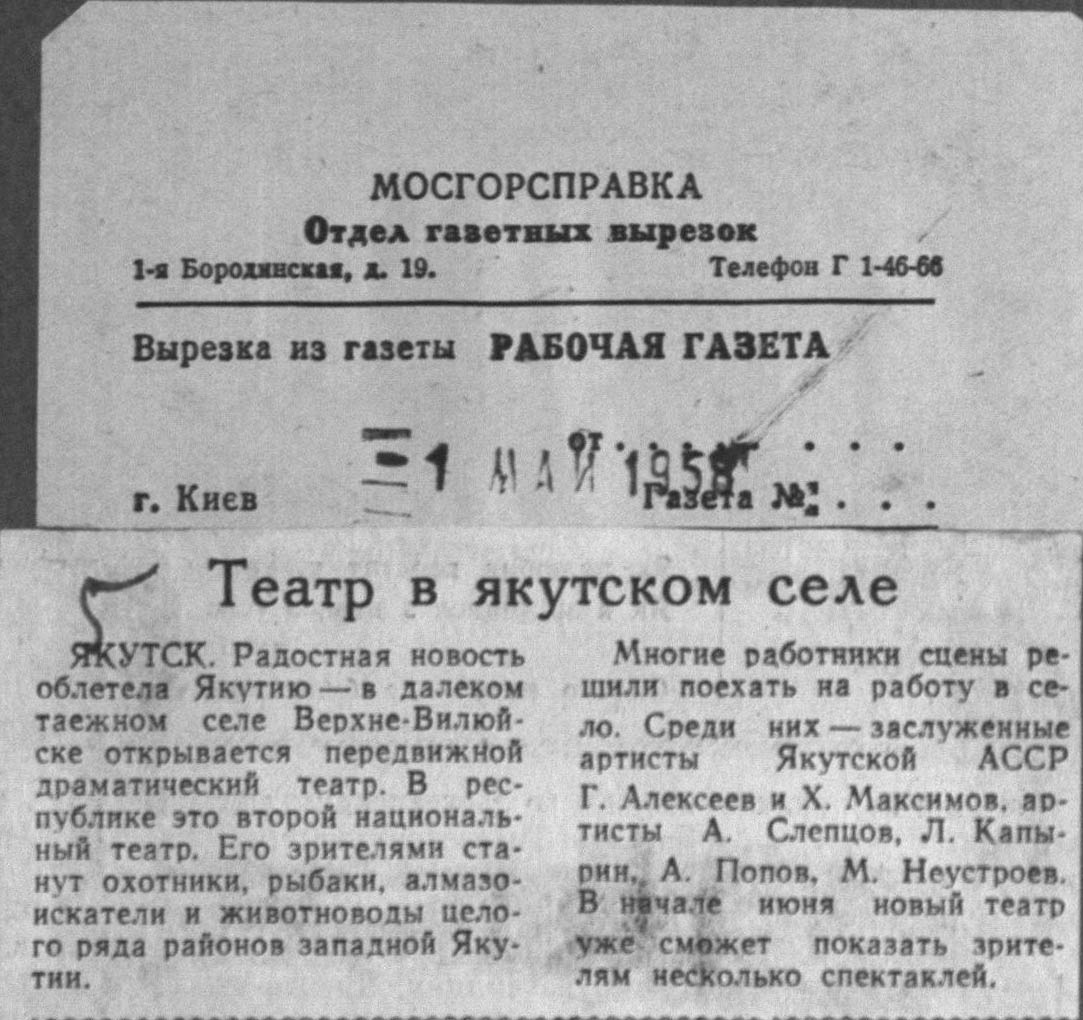 МОСГОРСПРАВКА
Отдел газетных вырезок
1-я Бородинская, д. 19. Телефон Г 1-46-66
Вырезка из газеты РАБОЧАЯ ГАЗЕТА
от . . . . . . . .
1 МАЙ 1958
г. Киев Газета № . . .
Театр в якутском селе
ЯКУТСК. Радостная новость
облетела Якутию — в далеком
таежном селе Верхне-Вилюй-
ске открывается передвижной
драматический театр. В рес-
публике это второй националь-
ный театр. Его зрителями ста-
нут охотники, рыбаки, алмазо-
искатели и животноводы цело-
го ряда районов западной Яку-
тии.
Многие работники сцены ре-
шили поехать на работу в се-
ло. Среди них — заслуженные
артисты Якутской АССР
Г. Алексеев и Х. Максимов, ар-
тисты А. Слепцов, Л. Капы-
рин, А. Попов, М. Неустроев.
В начале июня новый театр
уже сможет показать зрите-
лям несколько спектаклей.